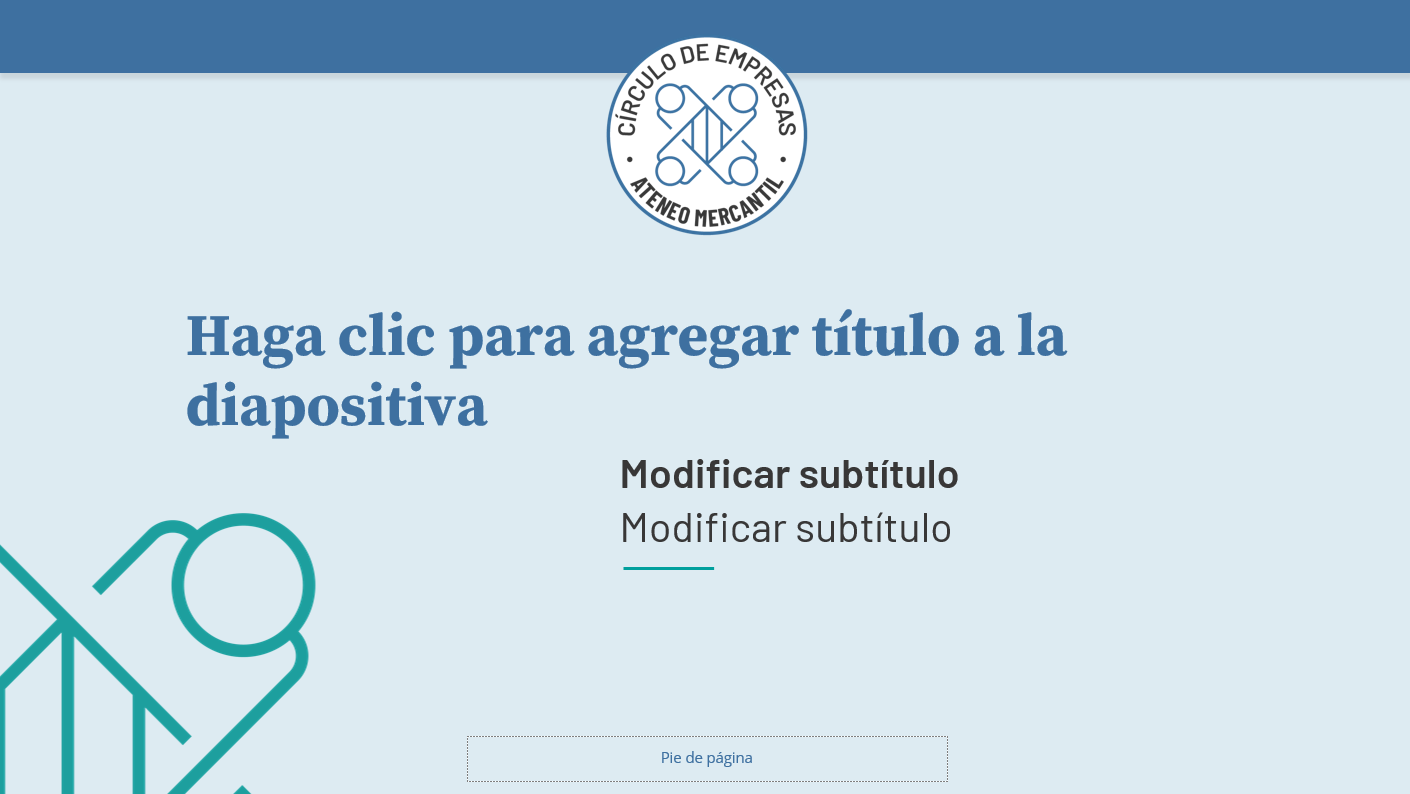 CÍRCULO DE EMPRESAS
• ATENEO MERCANTIL •
Haga clic para agregar título a la
diapositiva
Modificar subtítulo
Modificar subtítulo
Pie de página